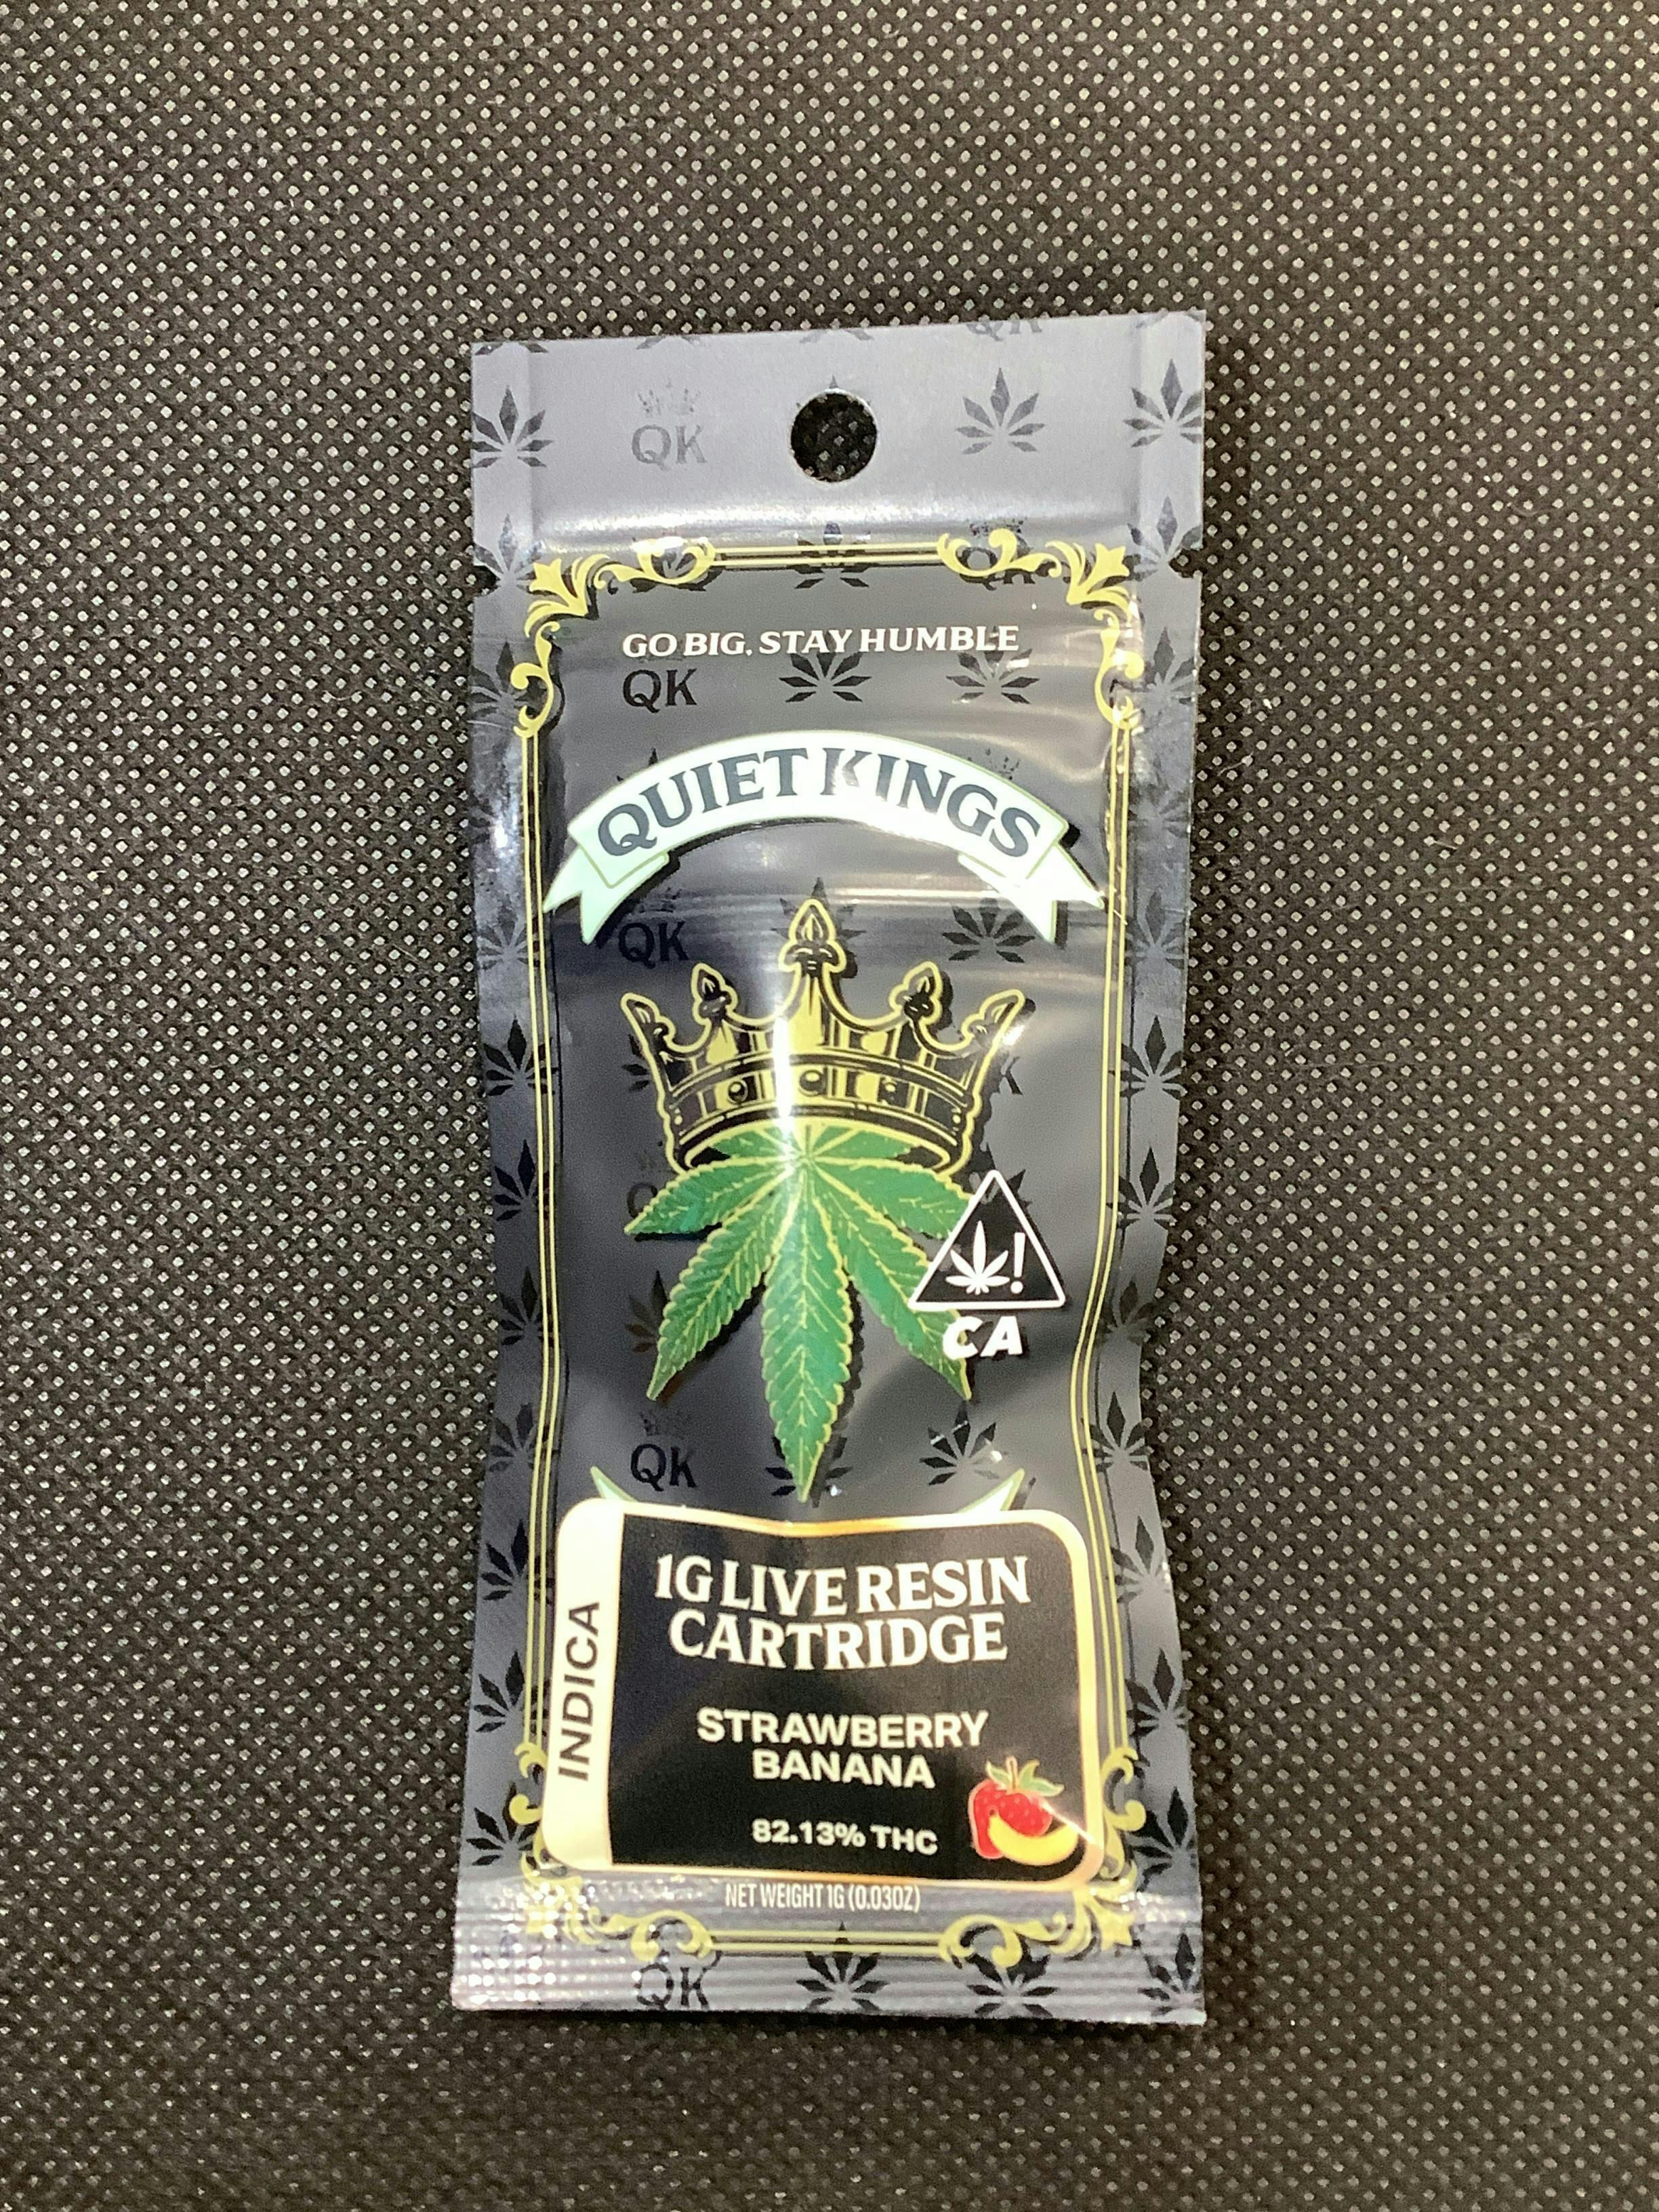 QK
QK
GO BIG, STAY HUMBLE
QK
QUIET KINGS
QK
CA
QK
1G LIVE RESIN
CARTRIDGE
INDICA
STRAWBERRY
BANANA
82.13% THC
NET WEIGHT 1G (0.03OZ)
QK